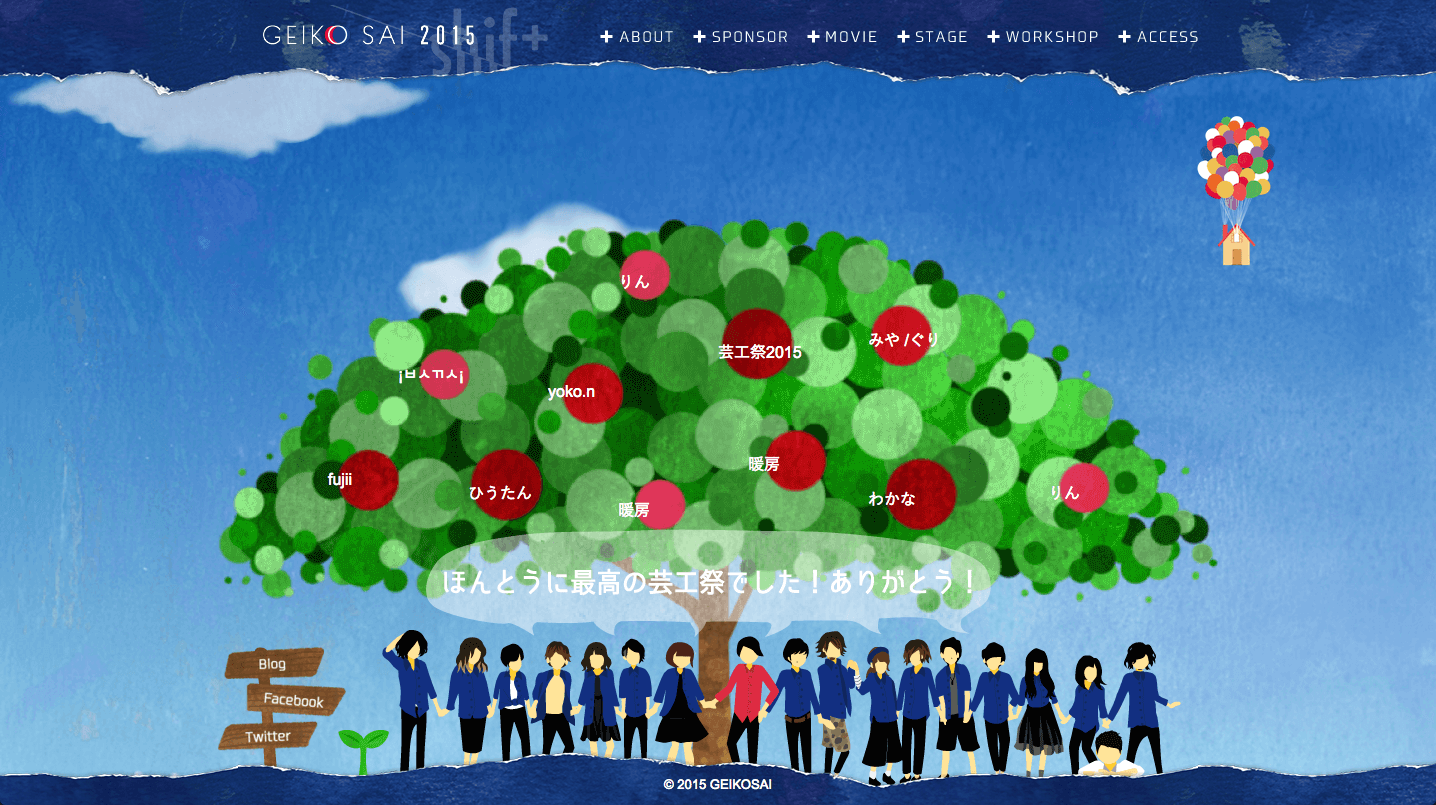 GEIKO SAI 2015
shift+
ABOUT
SPONSOR
MOVIE
STAGE
WORKSHOP
ACCESS
りん
芸工祭2015
みや /ぐり
yoko.n
暖房
fujii
ひうたん
わかな
りん
暖房
ほんとうに最高の芸工祭でした！ありがとう！
Blog
Facebook
Twitter
© 2015 GEIKOSAI